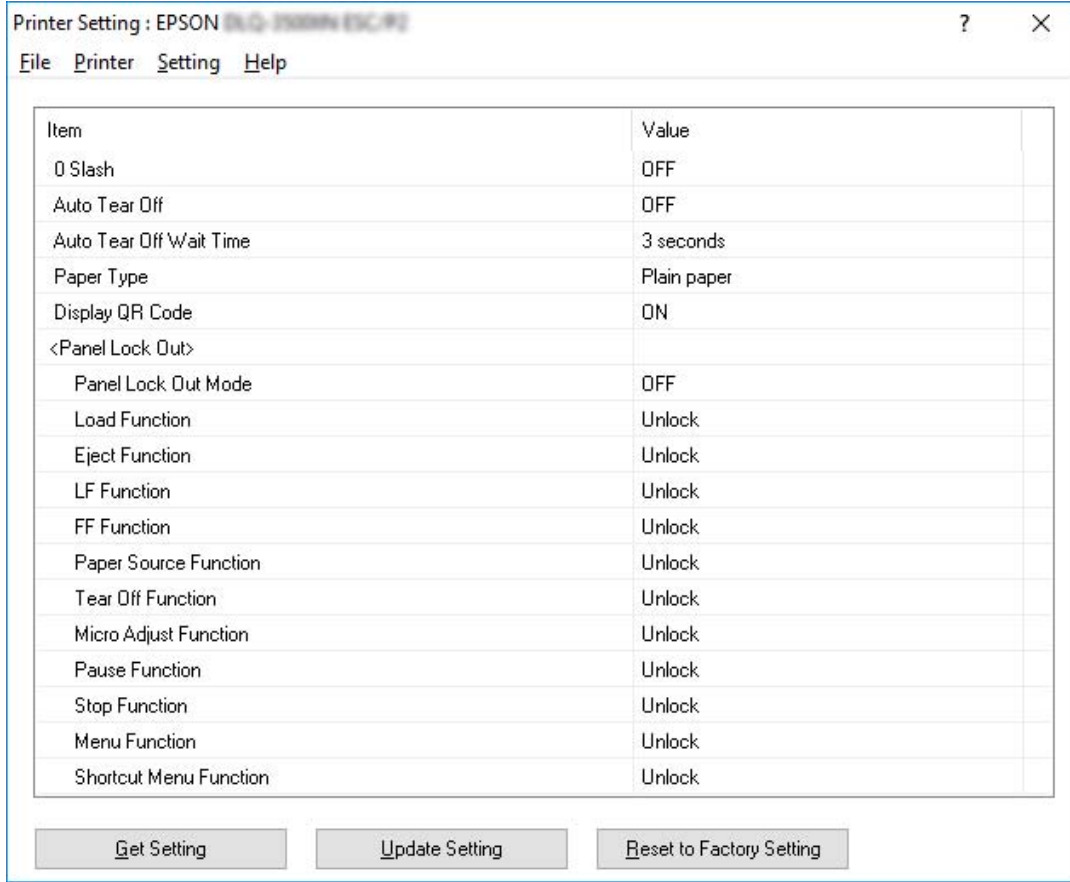 Printer Setting : EPSON
? ×
File Printer Setting Help
Item Value
0 Slash OFF
Auto Tear Off OFF
Auto Tear Off Wait Time 3 seconds
Paper Type Plain paper
Display QR Code ON
<Panel Lock Out>
Panel Lock Out Mode OFF
Load Function Unlock
Eject Function Unlock
LF Function Unlock
FF Function Unlock
Paper Source Function Unlock
Tear Off Function Unlock
Micro Adjust Function Unlock
Pause Function Unlock
Stop Function Unlock
Menu Function Unlock
Shortcut Menu Function Unlock
Get Setting Update Setting Reset to Factory Setting